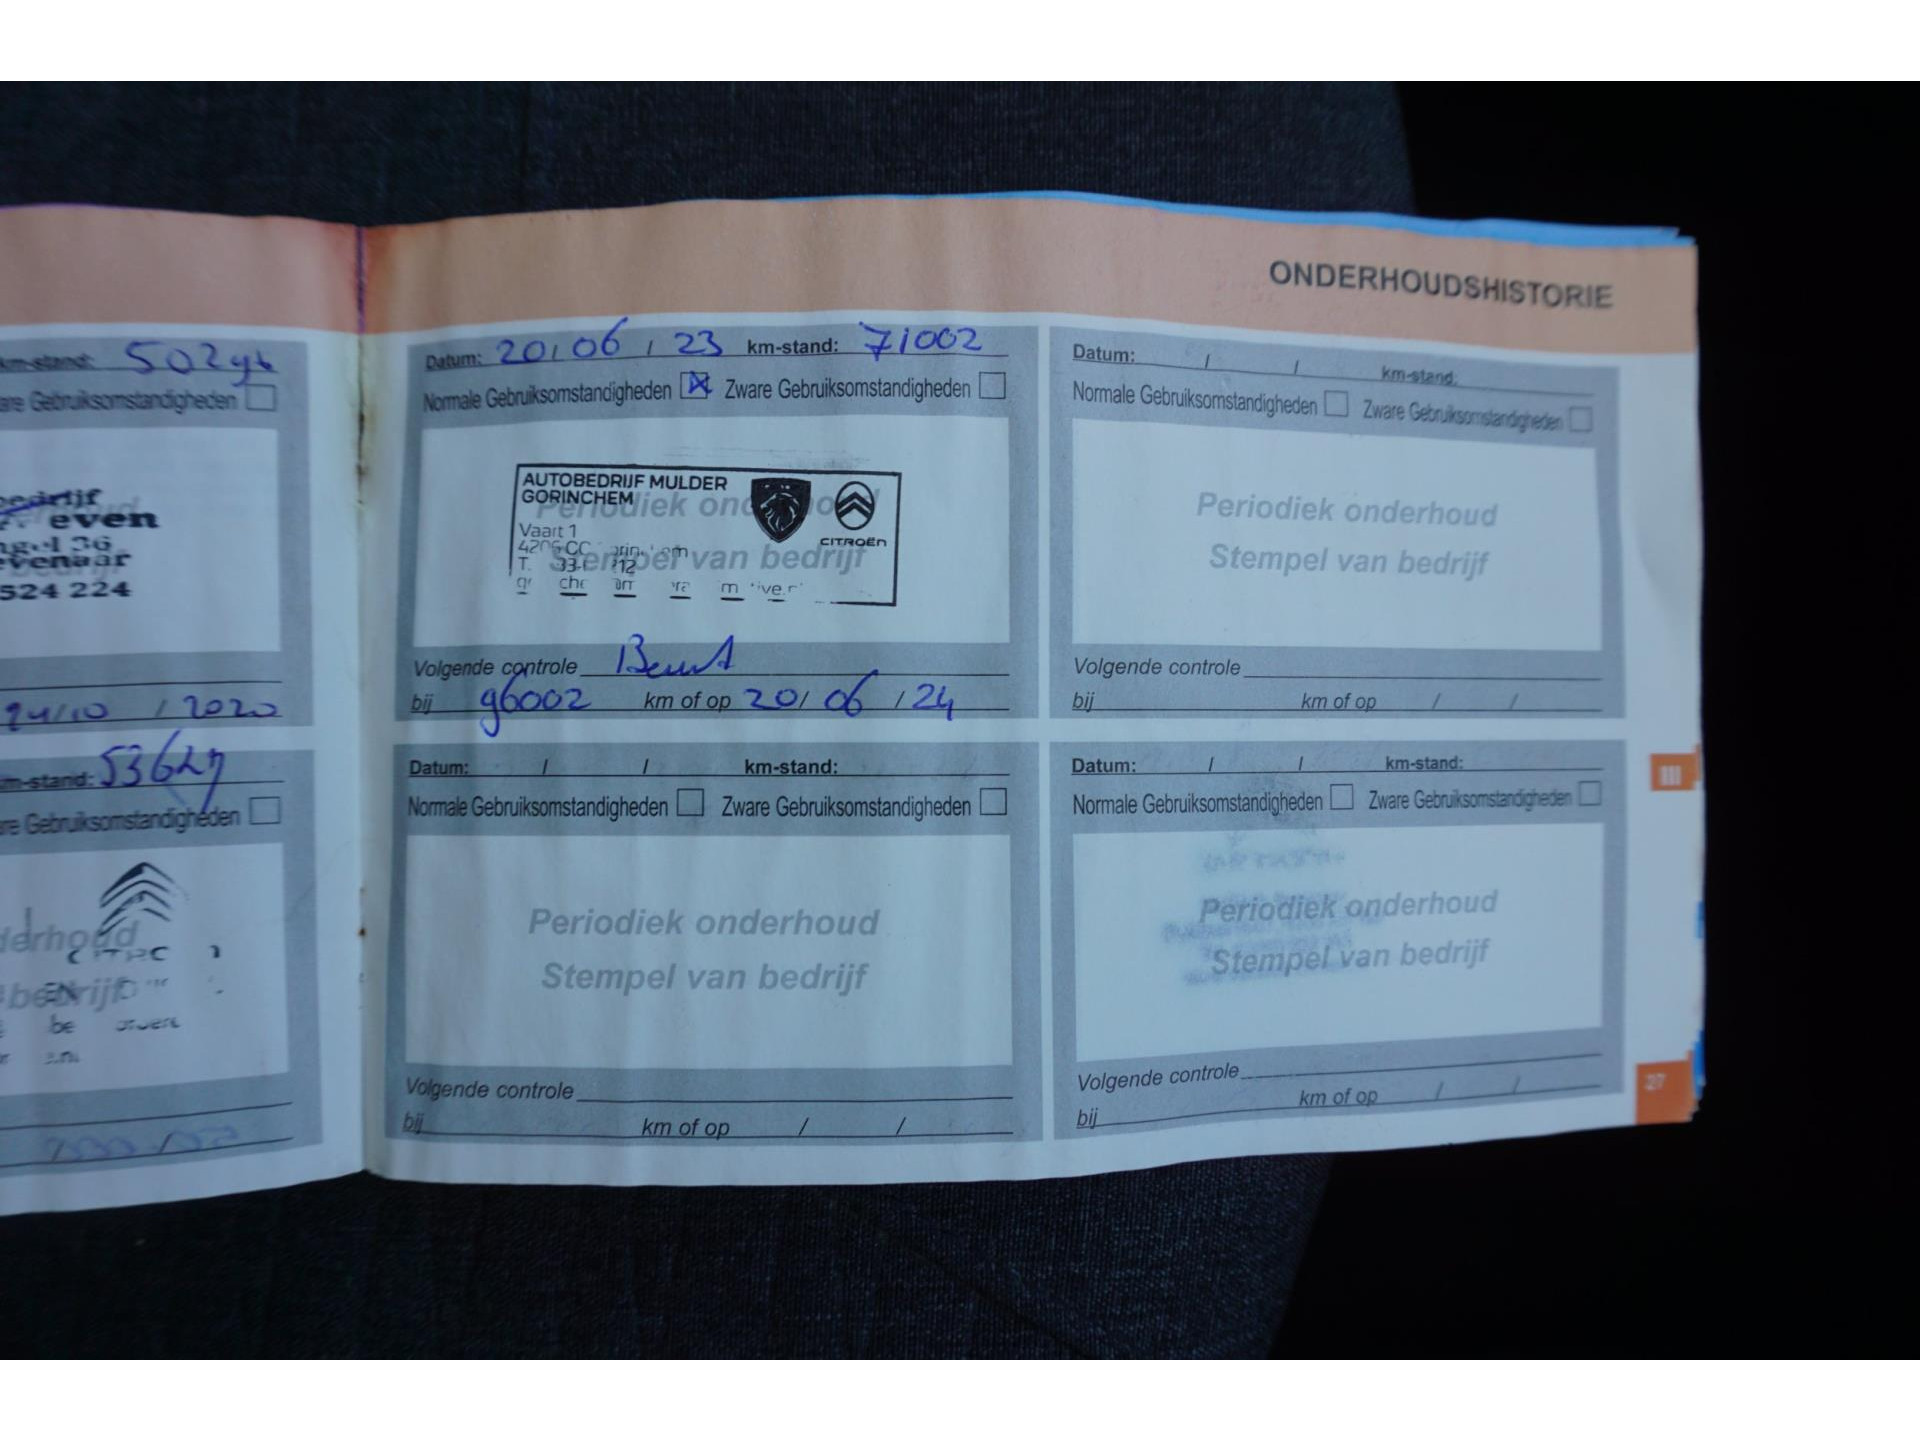 ONDERHOUDSHISTORIE
km-stand: 50296
Gebruiksomstandigheden
even
36
524 224
24/10 / 2020
km-stand:
Gebruiksomstandigheden
Datum: 20/06 / 23 km-stand: 71002
Normale Gebruiksomstandigheden Zware Gebruiksomstandigheden
AUTOBEDRIJF MULDER
GORINCHEM
Periodiek
CITROËN
Vaart 1
Stempel van bedrijf
Volgende controle
bij 96002 km of op 20/ 06 / 24
Datum: / / km-stand:
Normale Gebruiksomstandigheden Zware Gebruiksomstandigheden
Periodiek onderhoud
Stempel van bedrijf
Volgende controle
bij km of op / /
Datum: / / km-stand:
Normale Gebruiksomstandigheden Zware Gebruiksomstandigheden
Periodiek onderhoud
Stempel van bedrijf
Volgende controle
bij km of op / /
Datum: / / km-stand:
Normale Gebruiksomstandigheden Zware Gebruiksomstandigheden
Periodiek onderhoud
Stempel van bedrijf
Volgende controle
bij km of op / /
III
27